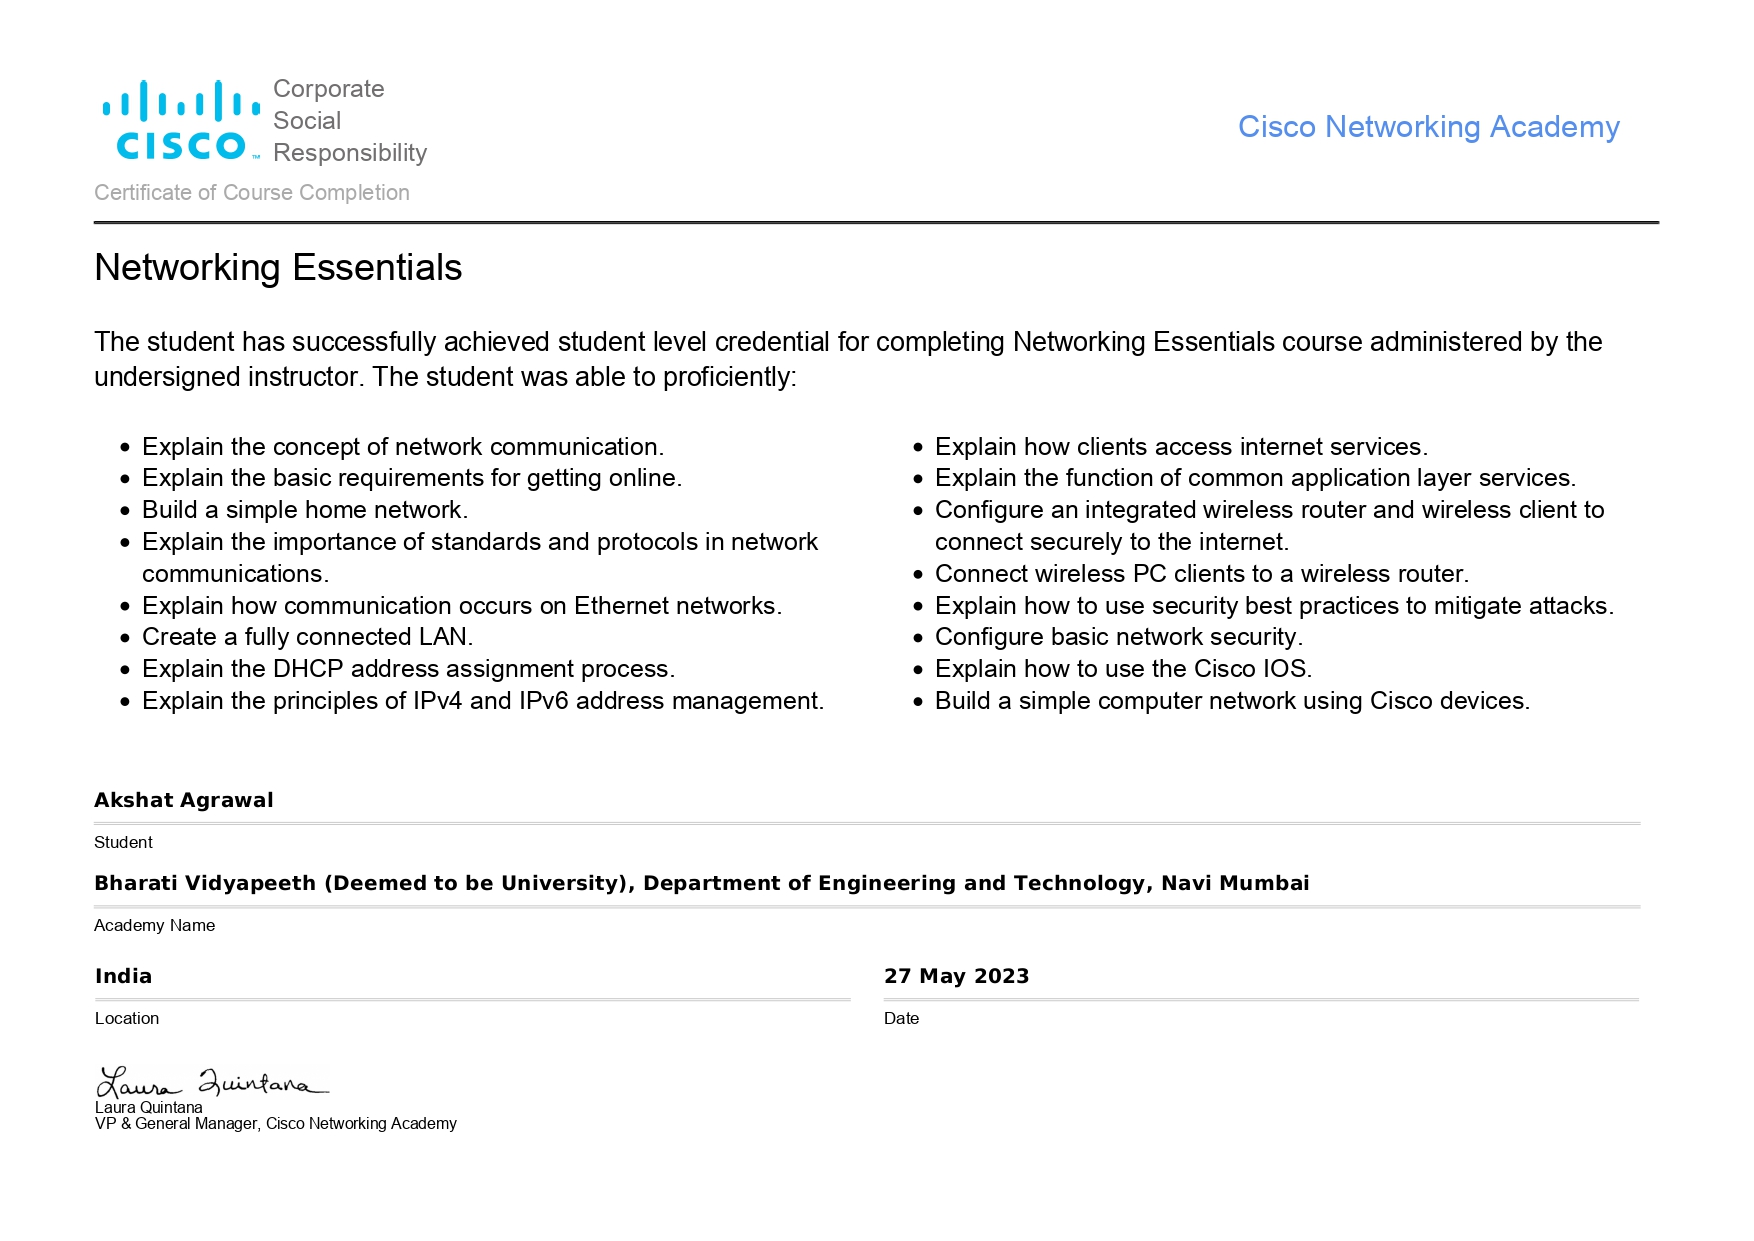 CISCO™
Corporate
Social
Responsibility
Cisco Networking Academy
Certificate of Course Completion
Networking Essentials
The student has successfully achieved student level credential for completing Networking Essentials course administered by the
undersigned instructor. The student was able to proficiently:
• Explain the concept of network communication.
• Explain the basic requirements for getting online.
• Build a simple home network.
• Explain the importance of standards and protocols in network
communications.
• Explain how communication occurs on Ethernet networks.
• Create a fully connected LAN.
• Explain the DHCP address assignment process.
• Explain the principles of IPv4 and IPv6 address management.
• Explain how clients access internet services.
• Explain the function of common application layer services.
• Configure an integrated wireless router and wireless client to
connect securely to the internet.
• Connect wireless PC clients to a wireless router.
• Explain how to use security best practices to mitigate attacks.
• Configure basic network security.
• Explain how to use the Cisco IOS.
• Build a simple computer network using Cisco devices.
Akshat Agrawal
Student
Bharati Vidyapeeth (Deemed to be University), Department of Engineering and Technology, Navi Mumbai
Academy Name
India
Location
27 May 2023
Date
Laura Quintana
Laura Quintana
VP & General Manager, Cisco Networking Academy